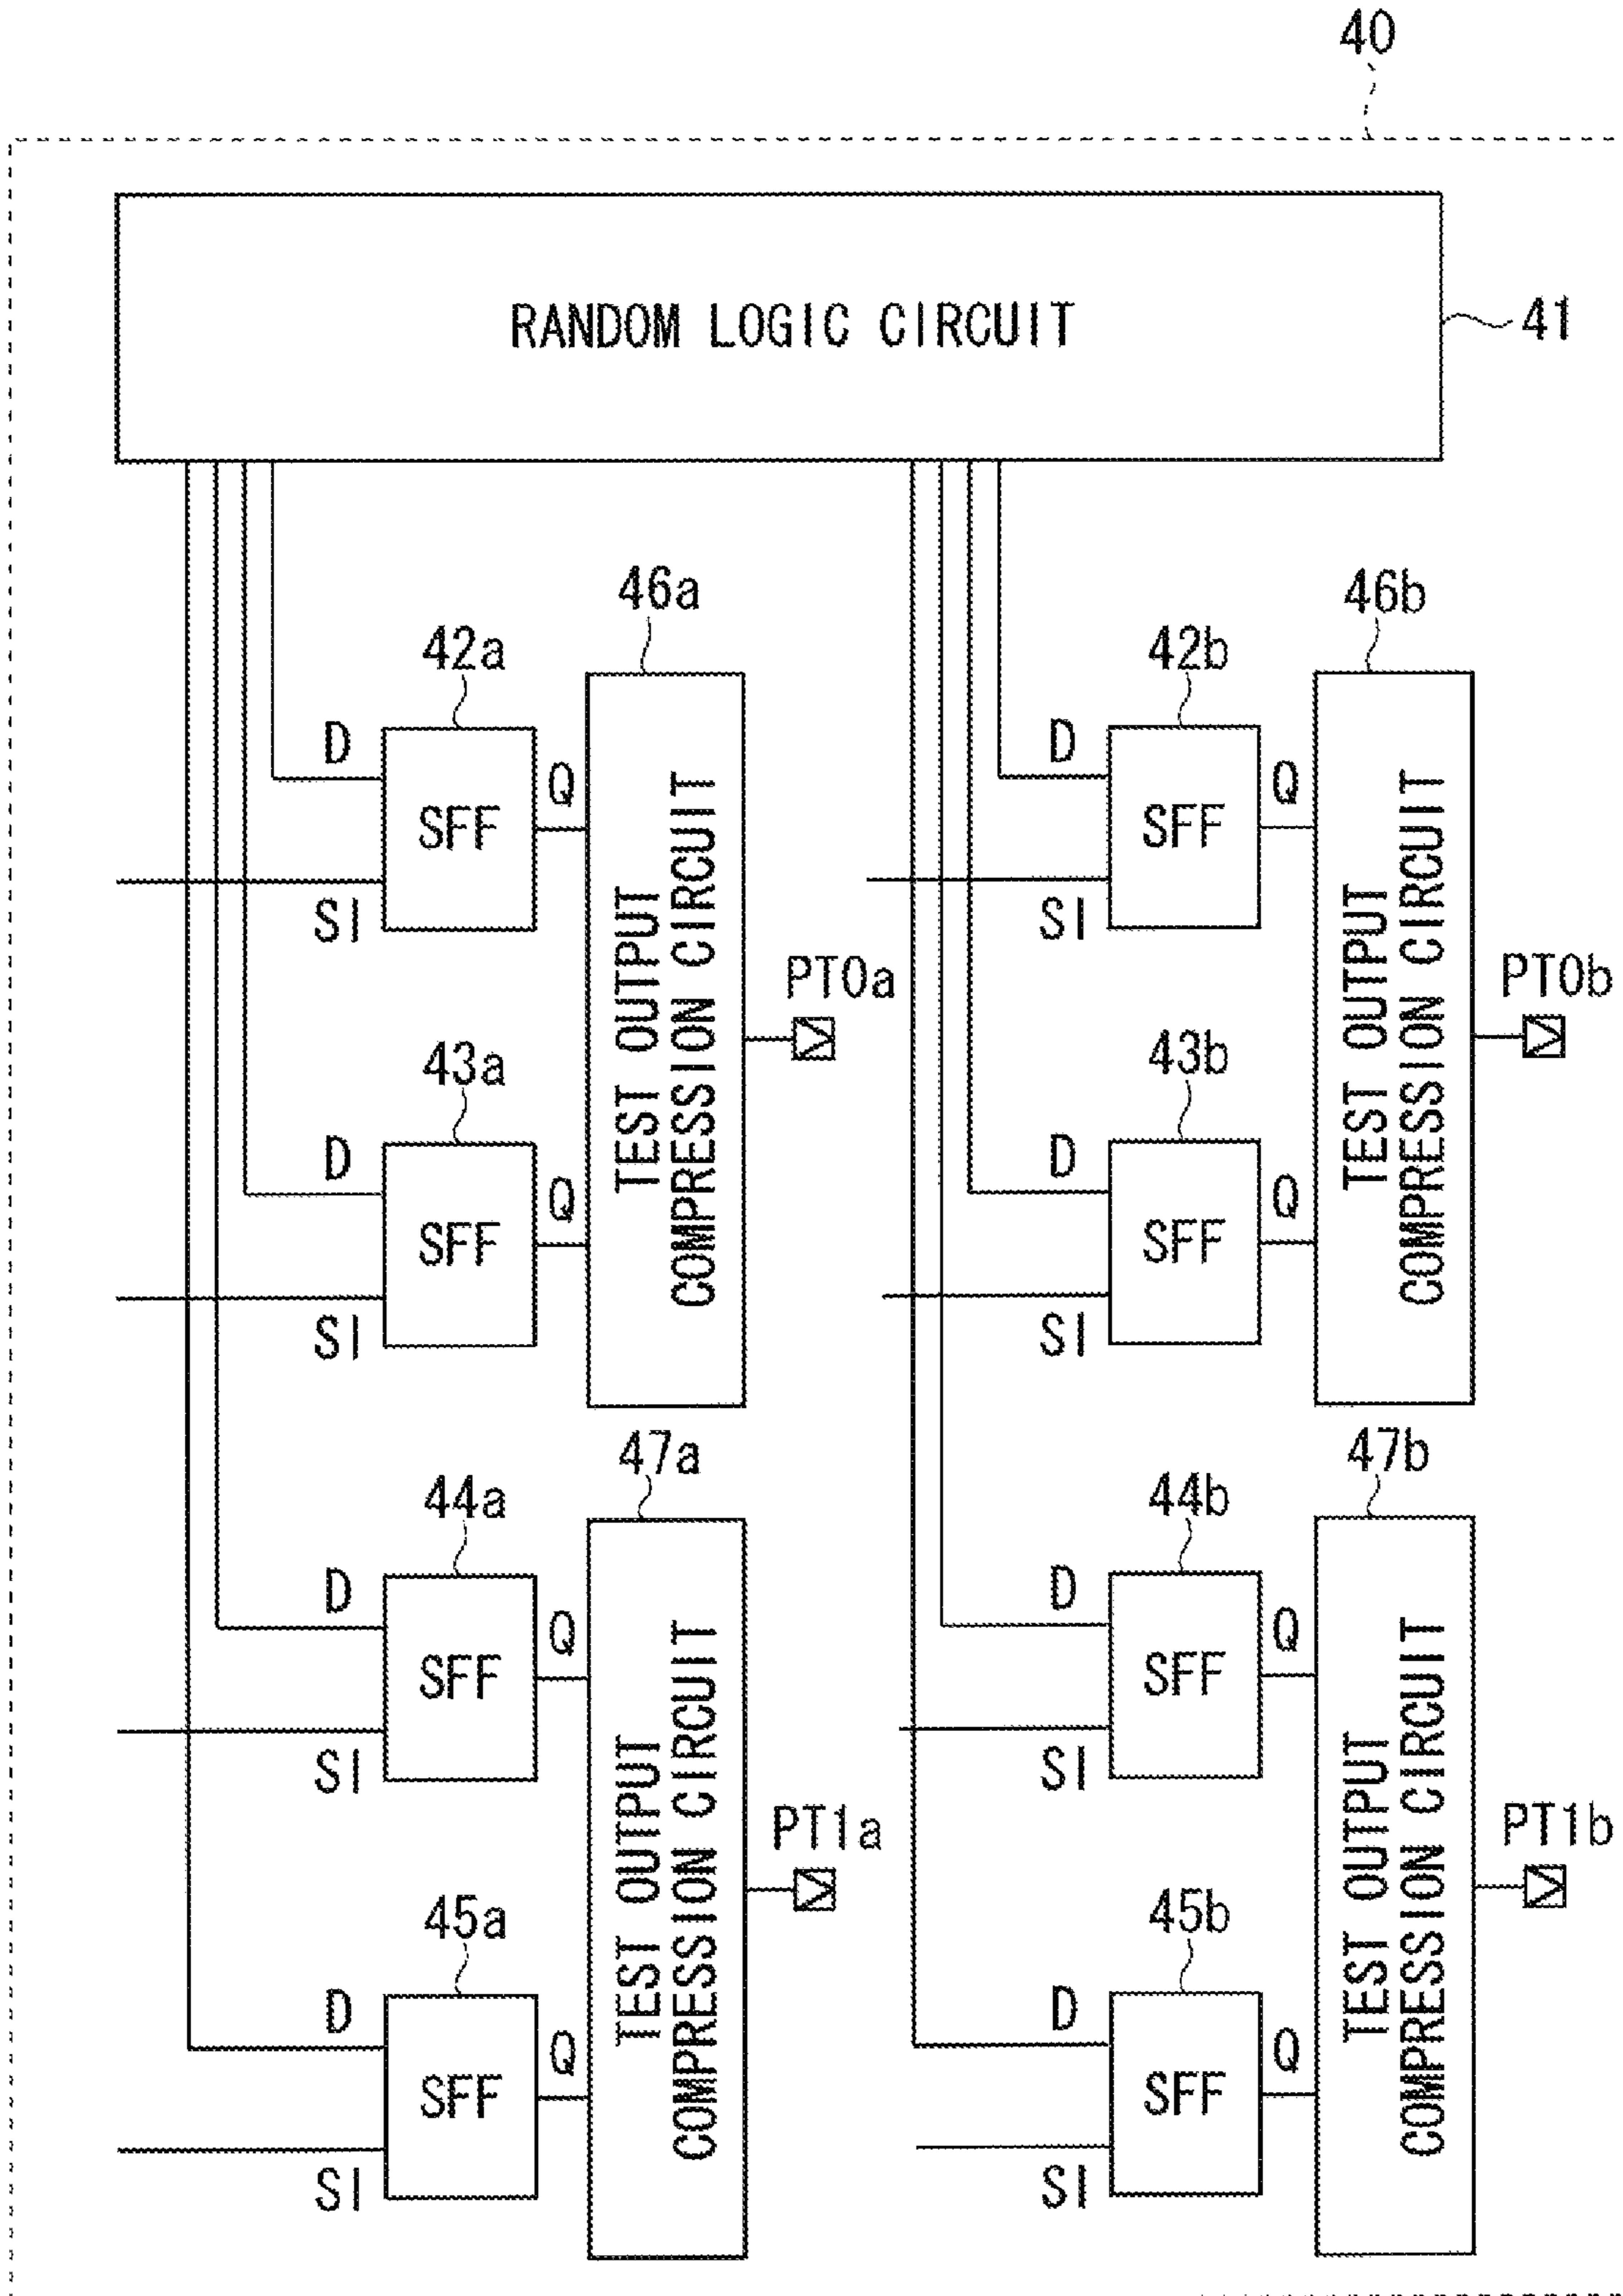 40
RANDOM LOGIC CIRCUIT
41
46a
46b
42a
42b
D
SFF
Q
SI
D
SFF
Q
SI
TEST OUTPUT
COMPRESSION CIRCUIT
PT0a
TEST OUTPUT
COMPRESSION CIRCUIT
PT0b
43a
43b
D
SFF
Q
SI
D
SFF
Q
SI
47a
47b
44a
44b
D
SFF
Q
SI
D
SFF
Q
SI
TEST OUTPUT
COMPRESSION CIRCUIT
PT1a
TEST OUTPUT
COMPRESSION CIRCUIT
PT1b
45a
45b
D
SFF
Q
SI
D
SFF
Q
SI